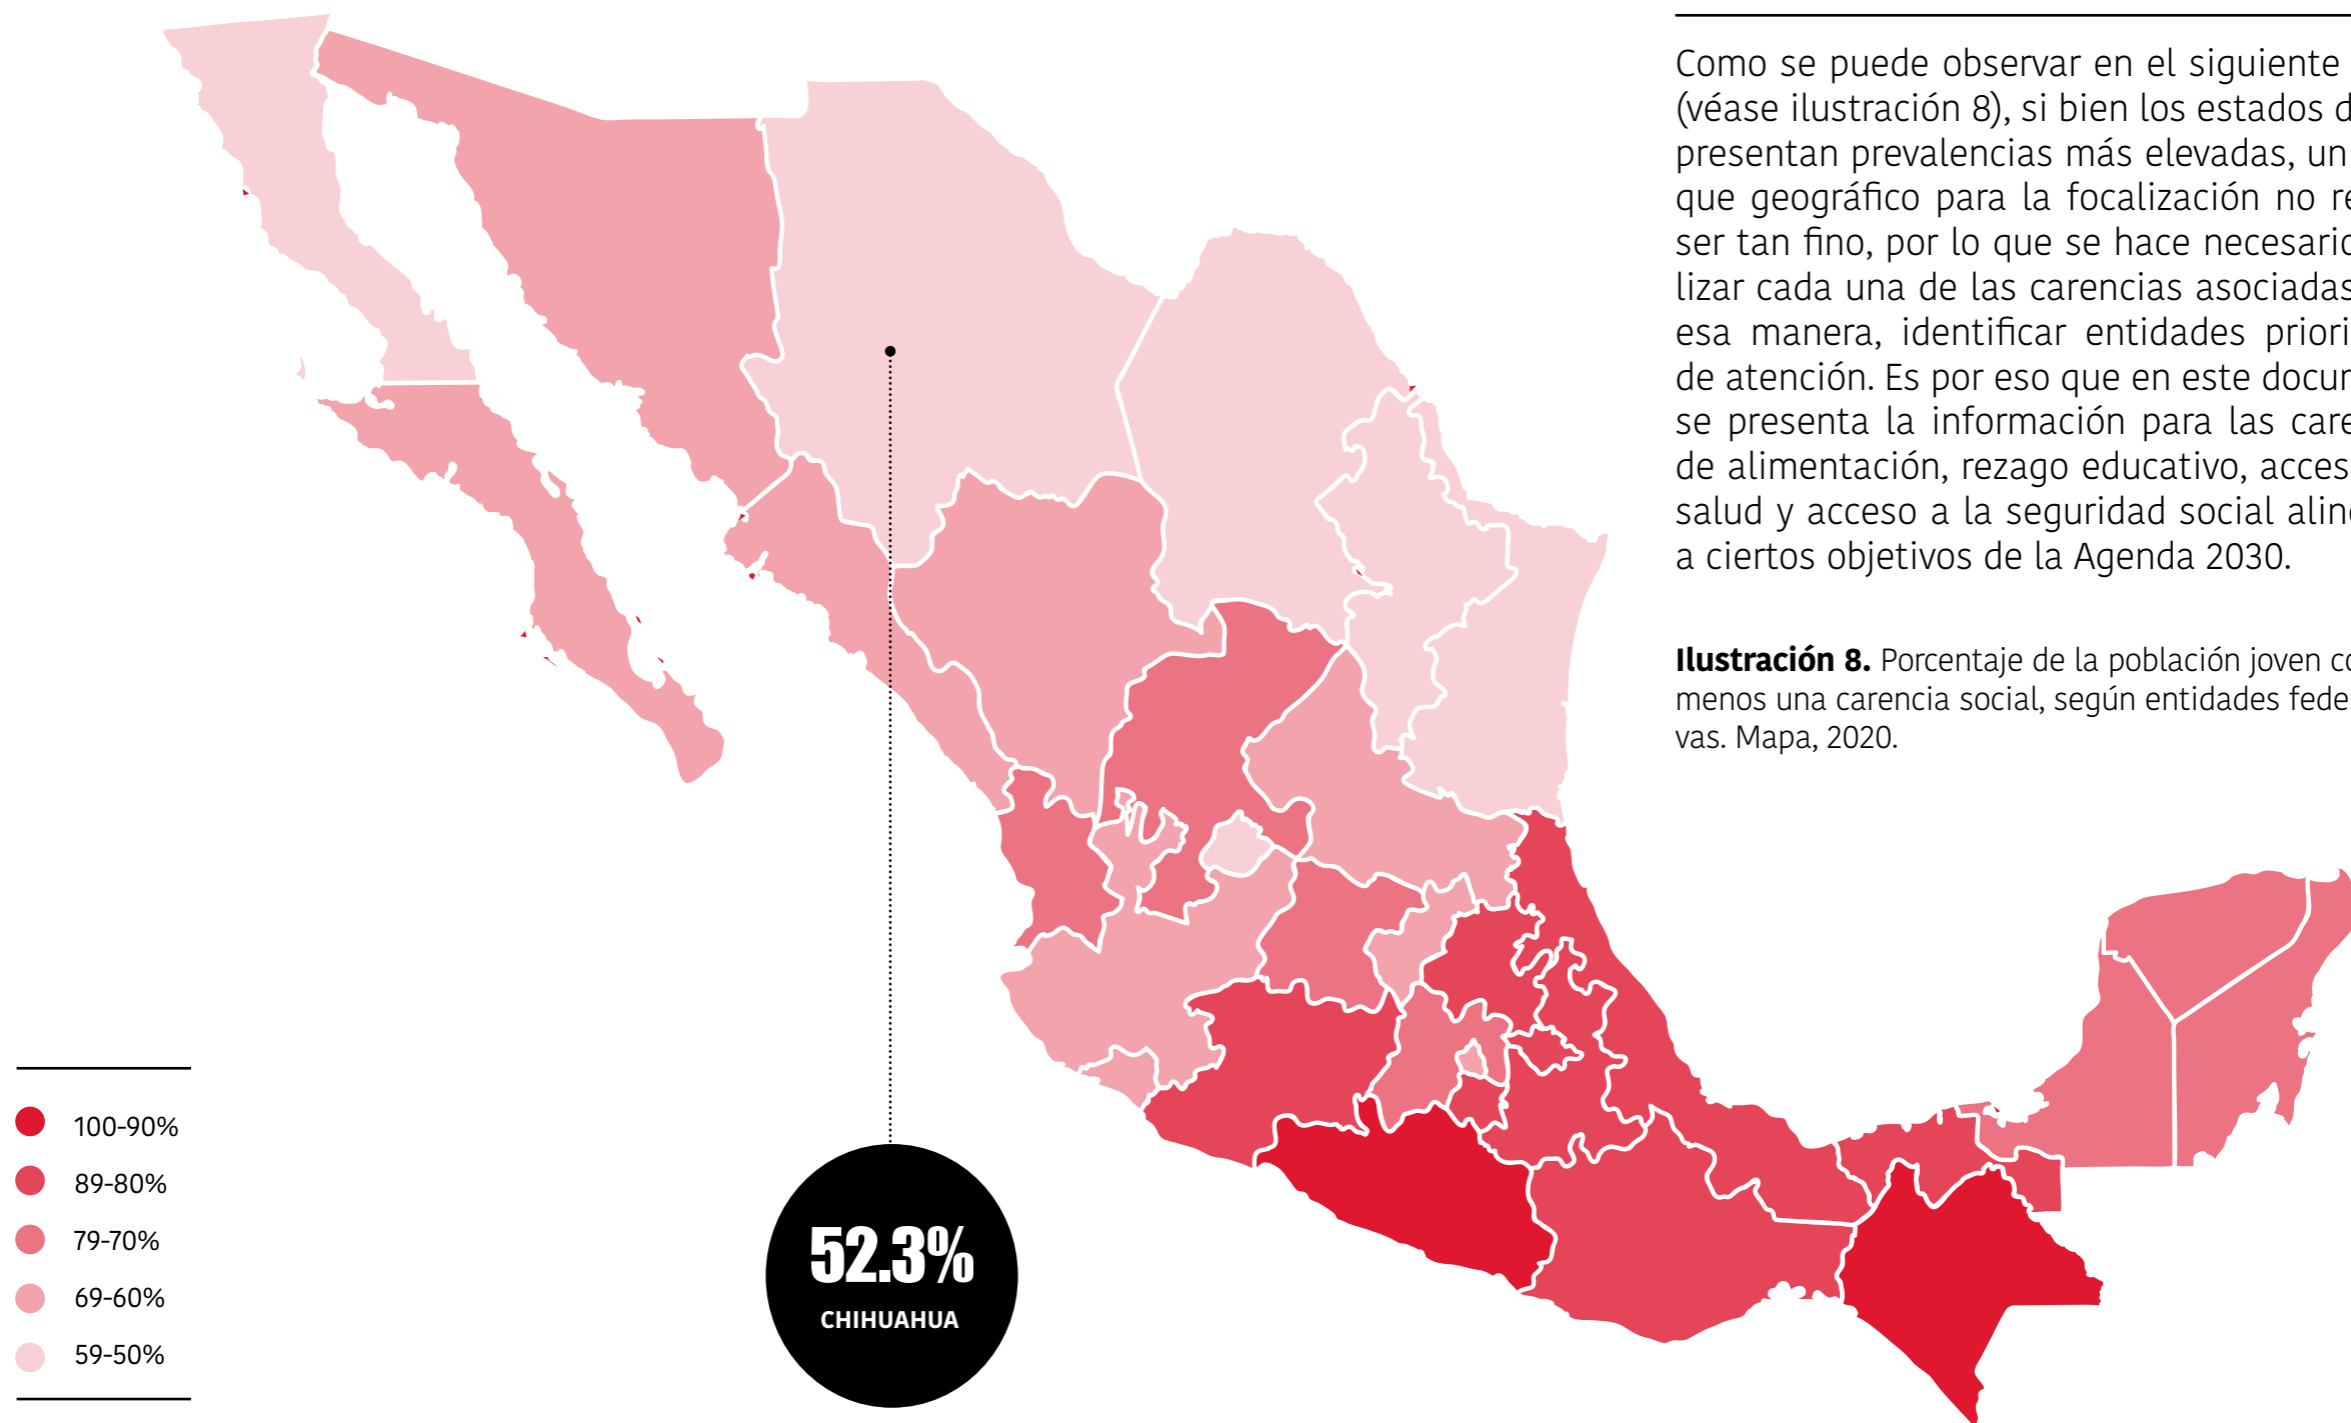 Como se puede observar en el siguiente
(véase ilustración 8), si bien los estados
presentan prevalencias más elevadas, un
que geográfico para la focalización no
ser tan fino, por lo que se hace necesario
lizar cada una de las carencias asociadas
esa manera, identificar entidades
de atención. Es por eso que en este
se presenta la información para las
de alimentación, rezago educativo,
salud y acceso a la seguridad social
a ciertos objetivos de la Agenda 2030.
Ilustración 8. Porcentaje de la población joven
menos una carencia social, según entidades
vas. Mapa, 2020.
100-90%
89-80%
79-70%
69-60%
59-50%
52.3%
CHIHUAHUA